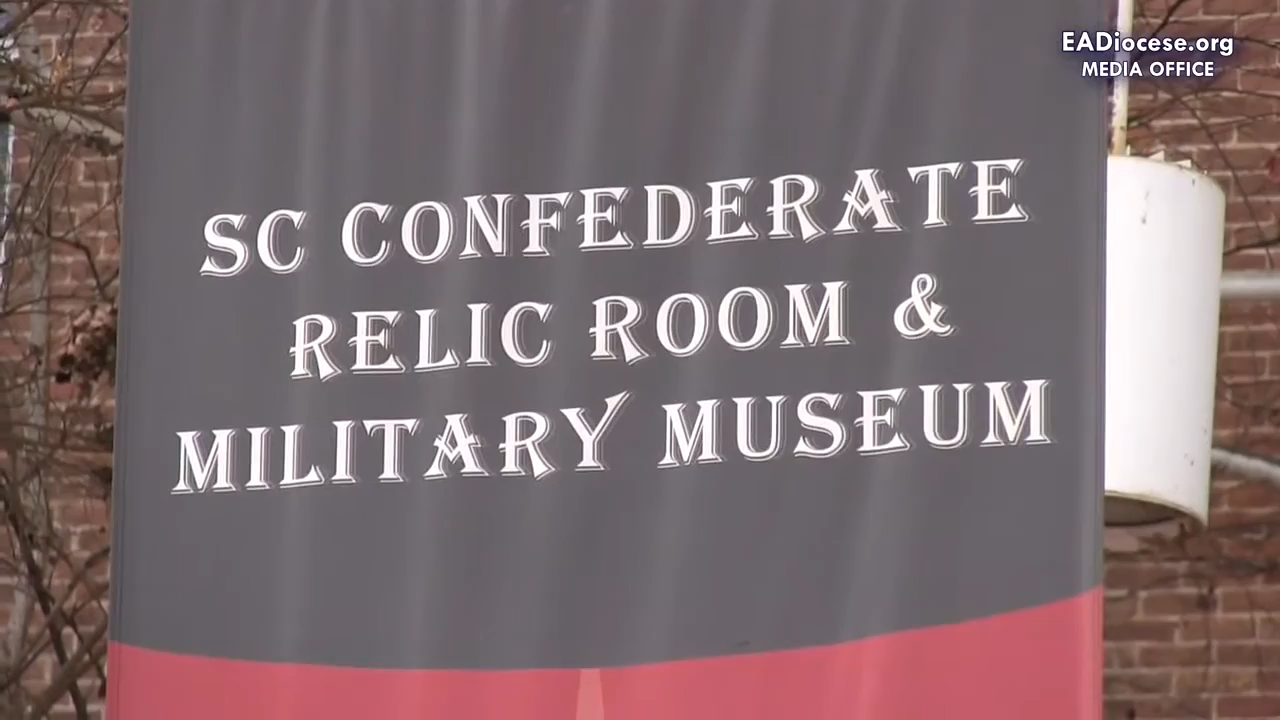 EADiocese.org
MEDIA OFFICE
SC CONFEDERATE
RELIC ROOM &
MILITARY MUSEUM